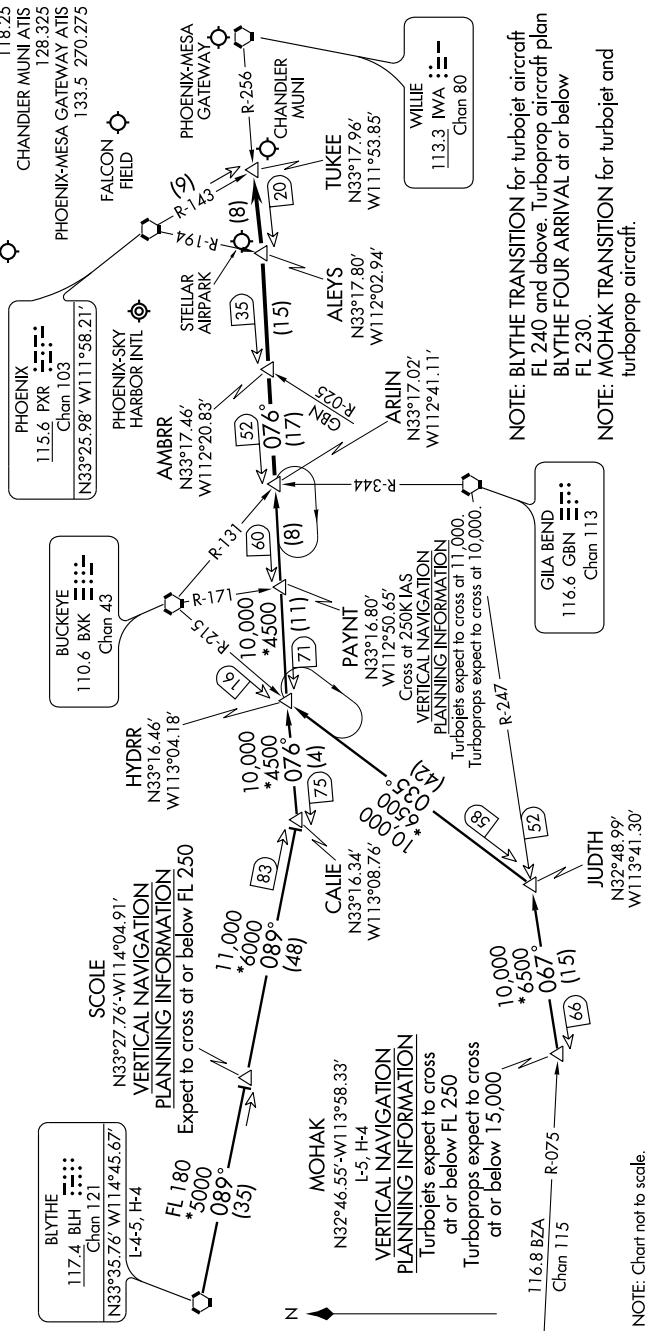 118.25
CHANDLER MUNI ATIS
128.325
PHOENIX-MESA GATEWAY ATIS
133.5 270.275
BLYTHE
117.4 BLH
Chan 121
N33°35.76' W114°45.67'
L-4-5, H-4
FL 180
*5000
089°
(35)
SCOLE
N33°27.76'-W114°04.91'
VERTICAL NAVIGATION
PLANNING INFORMATION
Expect to cross at or below FL 250
11,000
*6000
089°
(48)
83
CALIE
N33°16.34'
W113°08.76'
75
10,000
*4500
076°
(4)
HYDRR
N33°16.46'
W113°04.18'
16
71
BUCKEYE
110.6 BXK
Chan 43
R-215
R-171
R-131
10,000
*4500
(11)
60
PAYNT
N33°16.80'
W112°50.65'
Cross at 250K IAS
VERTICAL NAVIGATION
PLANNING INFORMATION
Turbojets expect to cross at 11,000.
Turboprops expect to cross at 10,000.
(8)
52
ARLIN
N33°17.02'
W112°41.11'
076°
(17)
AMBRR
N33°17.46'
W112°20.83'
GBN
R-025
35
(15)
PHOENIX
115.6 PXR
Chan 103
N33°25.98' W111°58.21'
PHOENIX-SKY
HARBOR INTL
STELLAR
AIRPARK
R-194
R-143
(9)
(8)
20
ALEYS
N33°17.80'
W112°02.94'
FALCON
FIELD
PHOENIX-MESA
GATEWAY
R-256
CHANDLER
MUNI
TUKEE
N33°17.96'
W111°53.85'
WILLIE
113.3 IWA
Chan 80
MOHAK
N32°46.55'-W113°58.33'
L-5, H-4
VERTICAL NAVIGATION
PLANNING INFORMATION
Turbojets expect to cross
at or below FL 250
Turboprops expect to cross
at or below 15,000
116.8 BZA
Chan 115
R-075
66
10,000
*6500
067°
(15)
JUDTH
N32°48.99'
W113°41.30'
52
58
10,000
*6500
035°
(42)
R-247
R-344
GILA BEND
116.6 GBN
Chan 113
N
NOTE: BLYTHE TRANSITION for turbojet aircraft
FL 240 and above. Turboprop aircraft plan
BLYTHE FOUR ARRIVAL at or below
FL 230.
NOTE: MOHAK TRANSITION for turbojet and
turboprop aircraft.
NOTE: Chart not to scale.